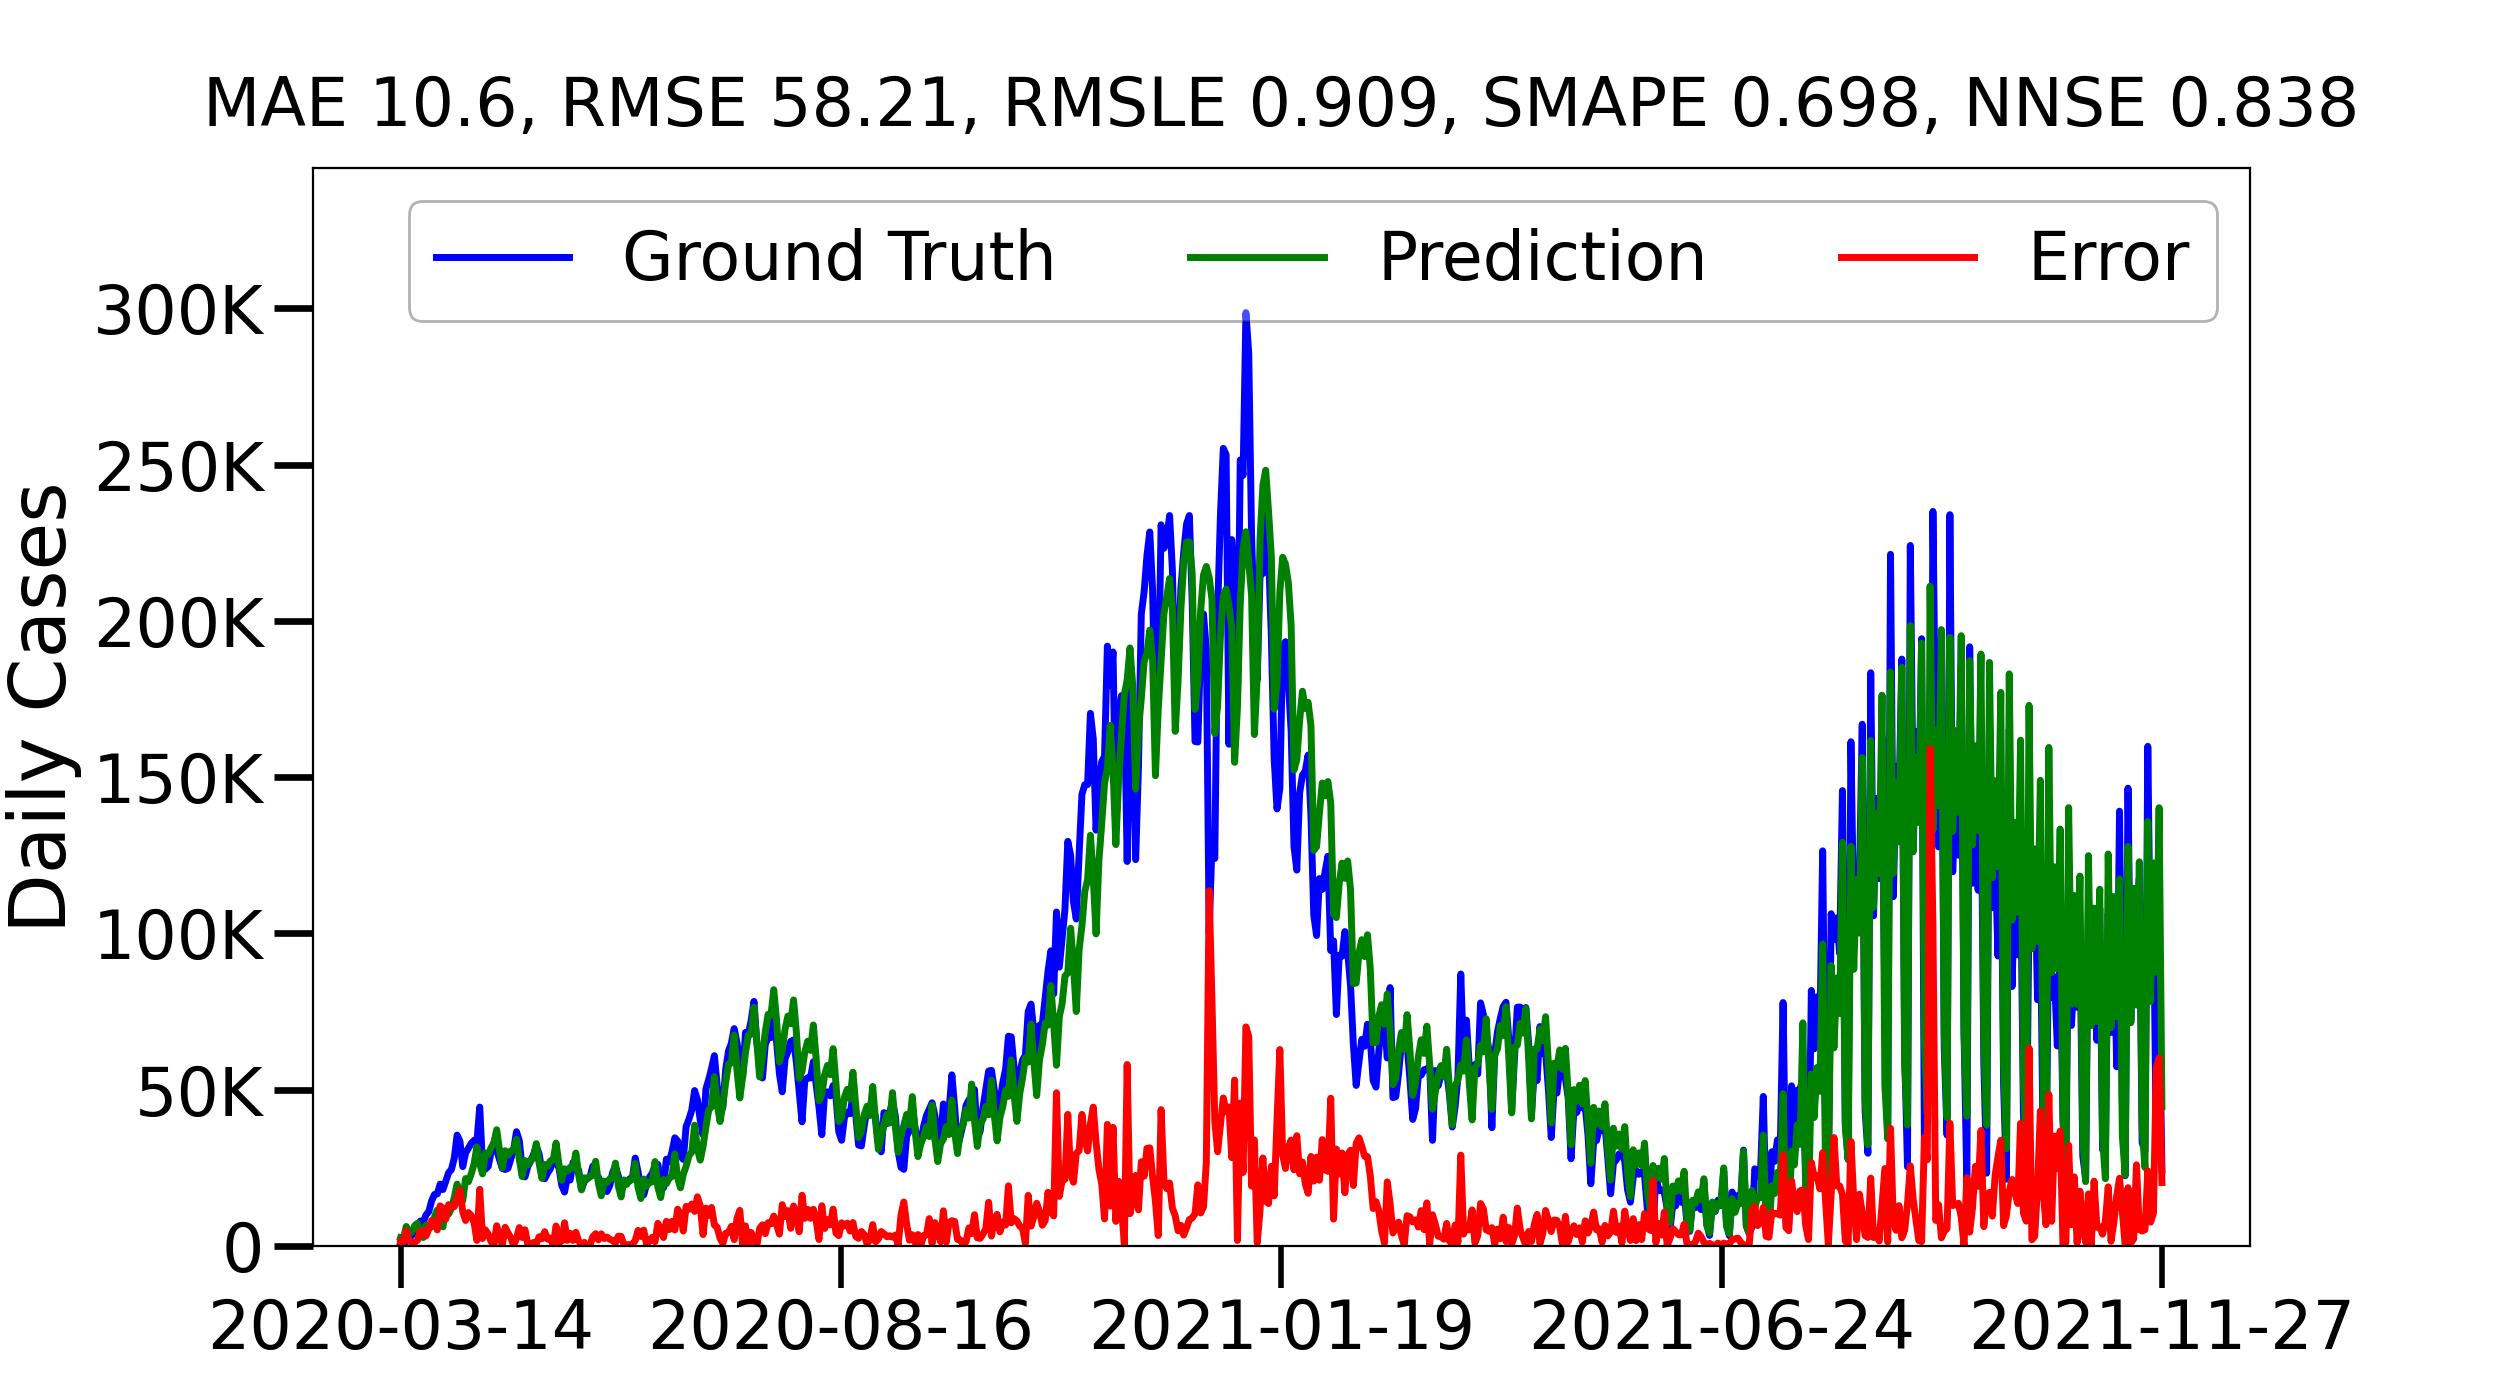 MAE 10.6, RMSE 58.21, RMSLE 0.909, SMAPE 0.698, NNSE 0.838
Ground Truth Prediction Error
300K
250K
200K
150K
100K
50K
0
Daily Cases
2020-03-14 2020-08-16 2021-01-19 2021-06-24 2021-11-27